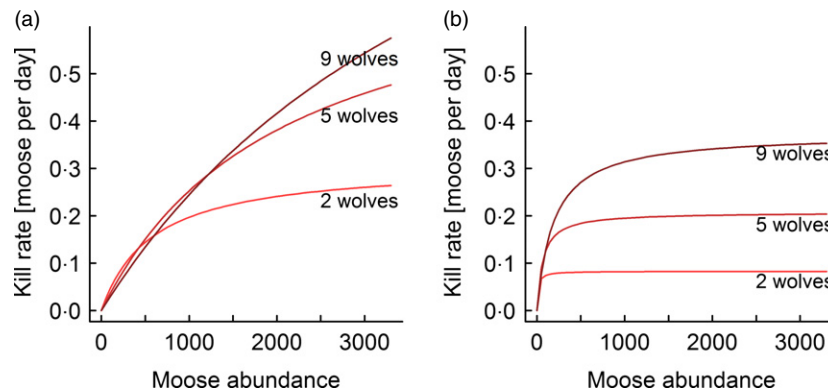 (a)
Kill rate [moose per day]
0·5
0·4
0·3
0·2
0·1
0·0
9 wolves
5 wolves
2 wolves
0
1000
2000
3000
Moose abundance
(b)
Kill rate [moose per day]
0·5
0·4
0·3
0·2
0·1
0·0
9 wolves
5 wolves
2 wolves
0
1000
2000
3000
Moose abundance